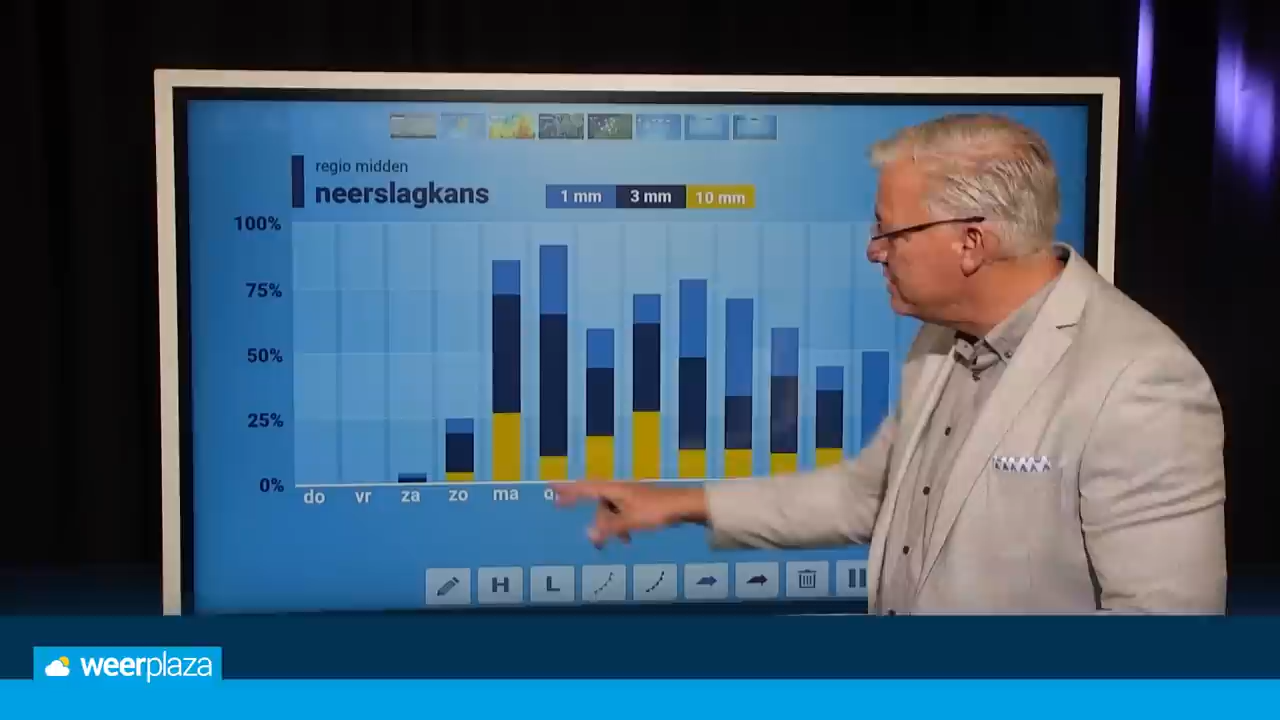 regio midden
neerslagkans
1 mm 3 mm 10 mm
100%
75%
50%
25%
0%
do vr za zo ma
H L
weerplaza